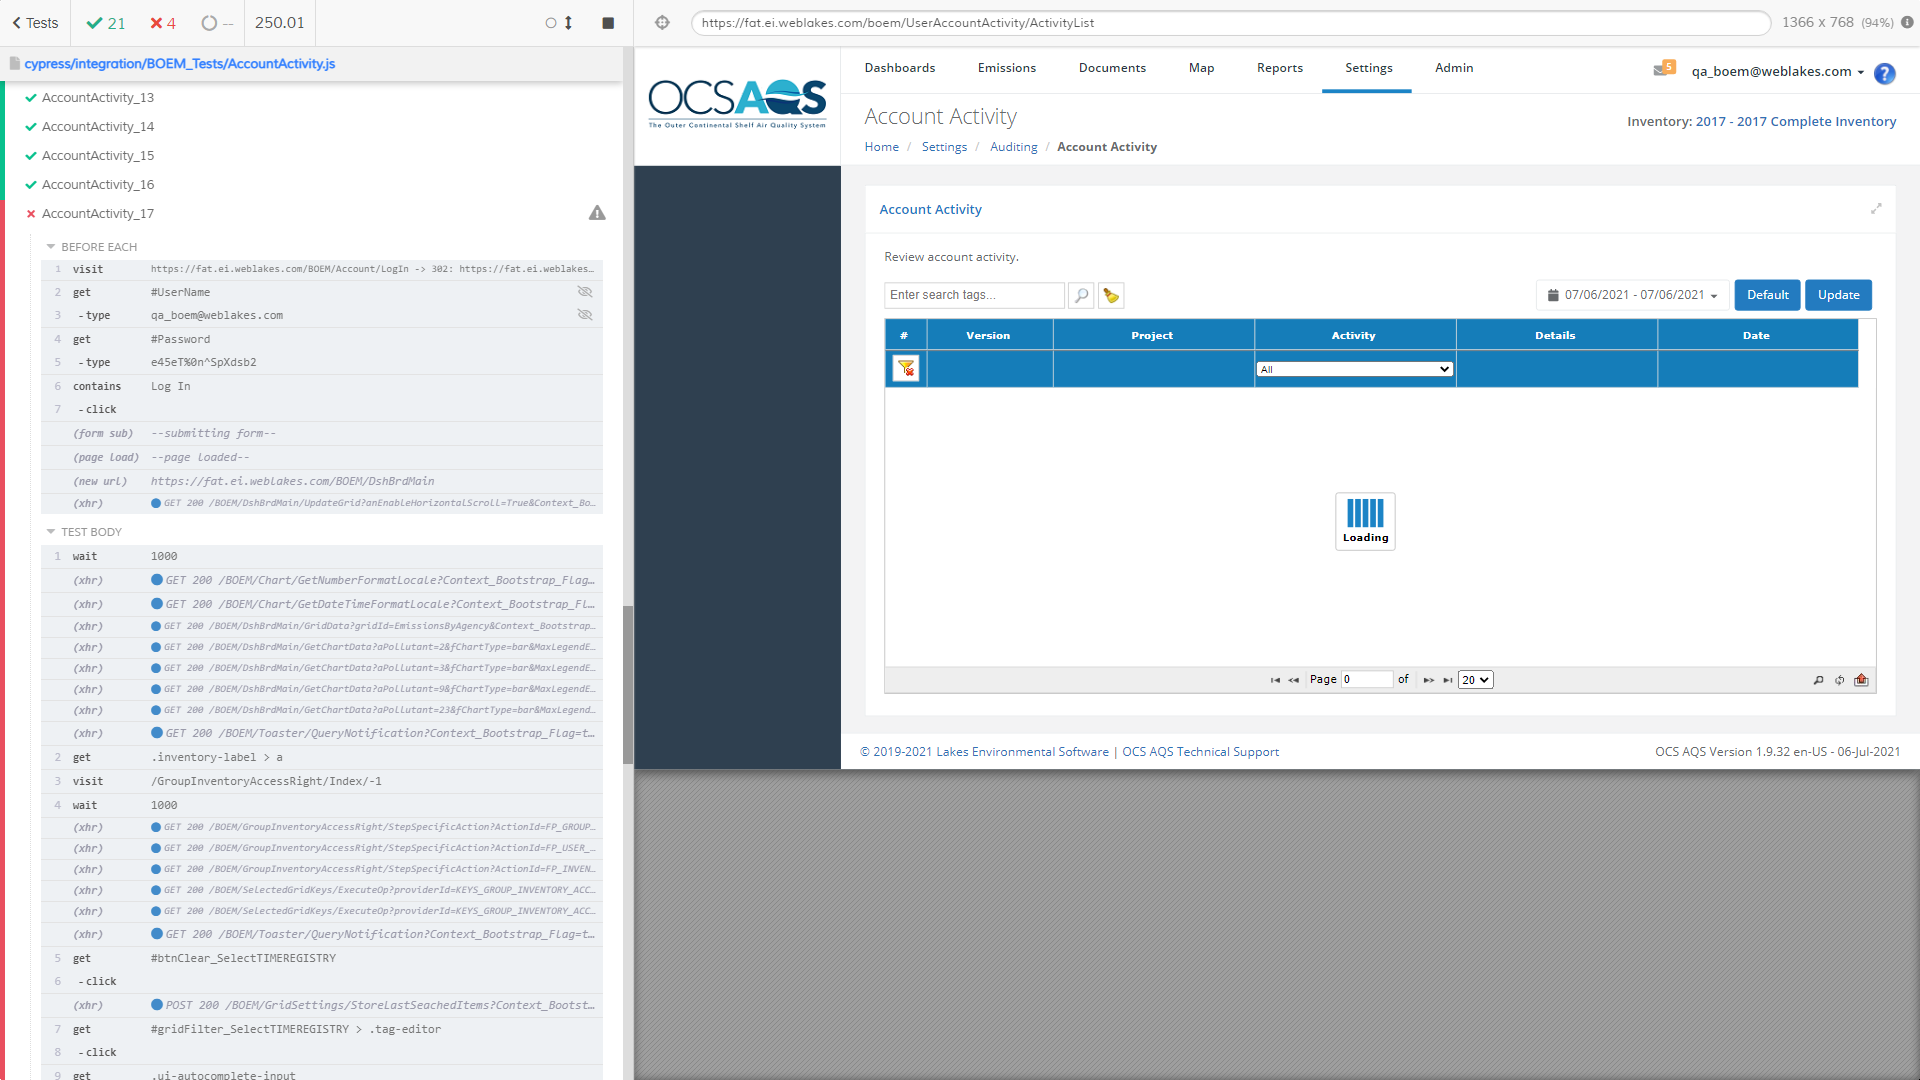 Tests
21
4
--
250.01
cypress/integration/BOEM_Tests/AccountActivity.js
AccountActivity_13
AccountActivity_14
AccountActivity_15
AccountActivity_16
AccountActivity_17
BEFORE EACH
1 visit https://fat.ei.weblakes.com/BOEM/Account/LogIn -> 302: https://fat.ei.weblakes…
2 get #UserName
3 -type qa_boem@weblakes.com
4 get #Password
5 -type e45eT%0n^SpXdsb2
6 contains Log In
7 -click
(form sub) --submitting form--
(page load) --page loaded--
(new url) https://fat.ei.weblakes.com/BOEM/DshBrdMain
(xhr) GET 200 /BOEM/DshBrdMain/UpdateGrid?anEnableHorizontalScroll=True&Context_Bo…
TEST BODY
1 wait 1000
(xhr) GET 200 /BOEM/Chart/GetNumberFormatLocale?Context_Bootstrap_Flag…
(xhr) GET 200 /BOEM/Chart/GetDateTimeFormatLocale?Context_Bootstrap_Fl…
(xhr) GET 200 /BOEM/DshBrdMain/GridData?gridId=EmissionsByAgency&Context_Bootstrap…
(xhr) GET 200 /BOEM/DshBrdMain/GetChartData?aPollutant=2&fChartType=bar&MaxLegendE…
(xhr) GET 200 /BOEM/DshBrdMain/GetChartData?aPollutant=3&fChartType=bar&MaxLegendE…
(xhr) GET 200 /BOEM/DshBrdMain/GetChartData?aPollutant=9&fChartType=bar&MaxLegendE…
(xhr) GET 200 /BOEM/DshBrdMain/GetChartData?aPollutant=23&fChartType=bar&MaxLegend…
(xhr) GET 200 /BOEM/Toaster/QueryNotification?Context_Bootstrap_Flag=t…
2 get .inventory-label > a
3 visit /GroupInventoryAccessRight/Index/-1
4 wait 1000
(xhr) GET 200 /BOEM/GroupInventoryAccessRight/StepSpecificAction?ActionId=FP_GROUP…
(xhr) GET 200 /BOEM/GroupInventoryAccessRight/StepSpecificAction?ActionId=FP_USER_…
(xhr) GET 200 /BOEM/GroupInventoryAccessRight/StepSpecificAction?ActionId=FP_INVEN…
(xhr) GET 200 /BOEM/SelectedGridKeys/ExecuteOp?providerId=KEYS_GROUP_INVENTORY_ACC…
(xhr) GET 200 /BOEM/SelectedGridKeys/ExecuteOp?providerId=KEYS_GROUP_INVENTORY_ACC…
(xhr) GET 200 /BOEM/Toaster/QueryNotification?Context_Bootstrap_Flag=t…
5 get #btnClear_SelectTIMEREGISTRY
6 -click
(xhr) POST 200 /BOEM/GridSettings/StoreLastSeachedItems?Context_Bootst…
7 get #gridFilter_SelectTIMEREGISTRY > .tag-editor
8 -click
9 get .ui-autocomplete-input
https://fat.ei.weblakes.com/boem/UserAccountActivity/ActivityList
1366 x 768 (94%)
OCSAQS
The Outer Continental Shelf Air Quality System
Dashboards Emissions Documents Map Reports Settings Admin
5
qa_boem@weblakes.com
?
Account Activity
Inventory: 2017 - 2017 Complete Inventory
Home / Settings / Auditing / Account Activity
Account Activity
Review account activity.
Enter search tags...
07/06/2021 - 07/06/2021
Default
Update
# Version Project Activity Details Date
All
Loading
Page 0 of
20
© 2019-2021 Lakes Environmental Software | OCS AQS Technical Support
OCS AQS Version 1.9.32 en-US - 06-Jul-2021